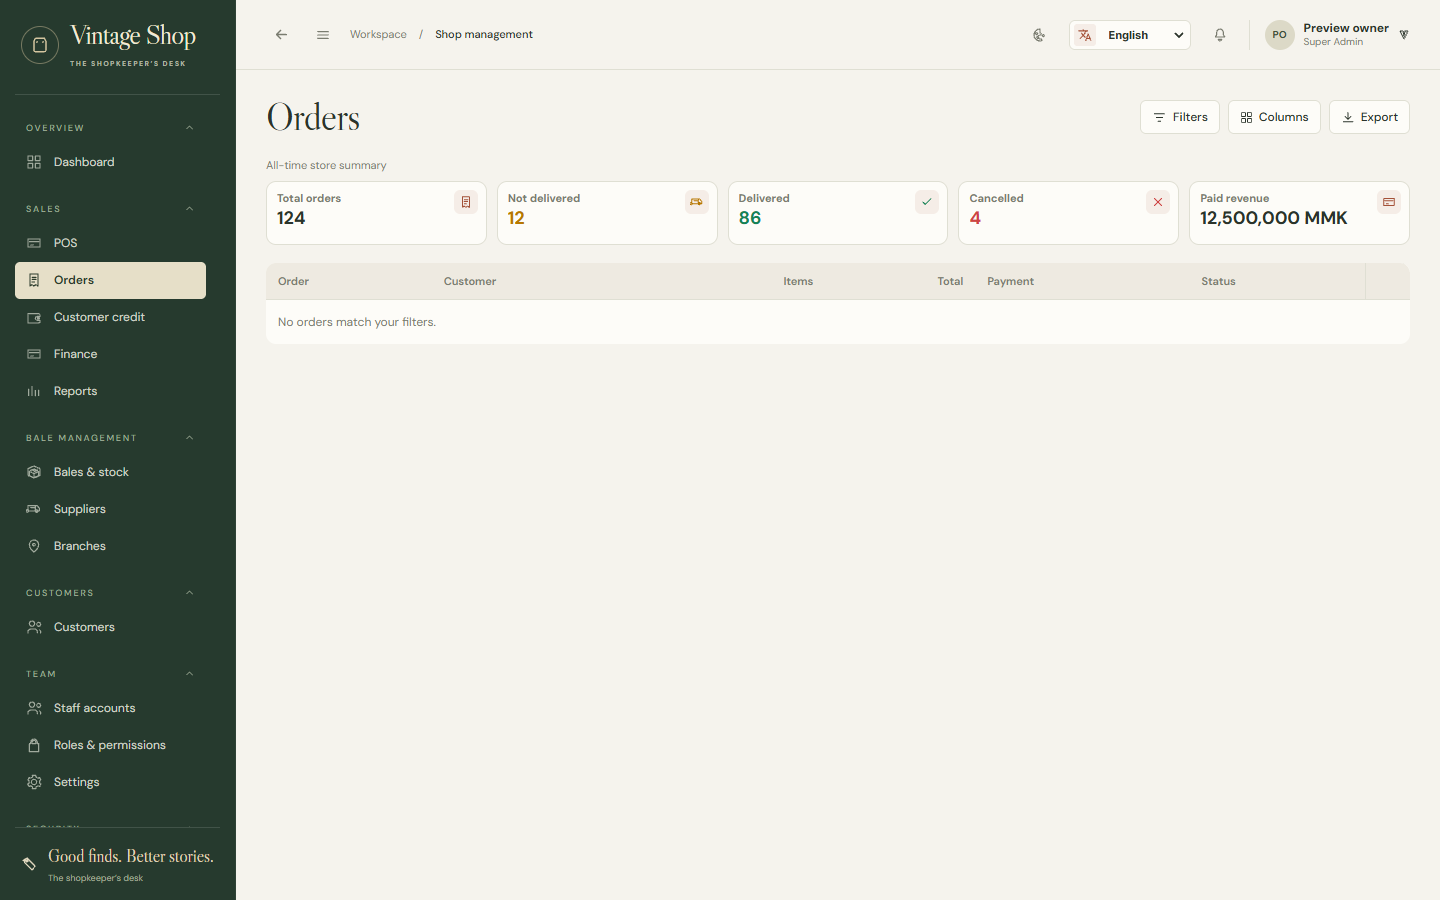 Vintage Shop
THE SHOPKEEPER'S DESK
OVERVIEW
Dashboard
SALES
POS
Orders
Customer credit
Finance
Reports
BALE MANAGEMENT
Bales & stock
Suppliers
Branches
CUSTOMERS
Customers
TEAM
Staff accounts
Roles & permissions
Settings
Good finds. Better stories.
The shopkeeper's desk
Workspace / Shop management
English
PO
Preview owner
Super Admin
Orders
Filters
Columns
Export
All-time store summary
Total orders
124
Not delivered
12
Delivered
86
Cancelled
4
Paid revenue
12,500,000 MMK
Order Customer Items Total Payment Status
No orders match your filters.